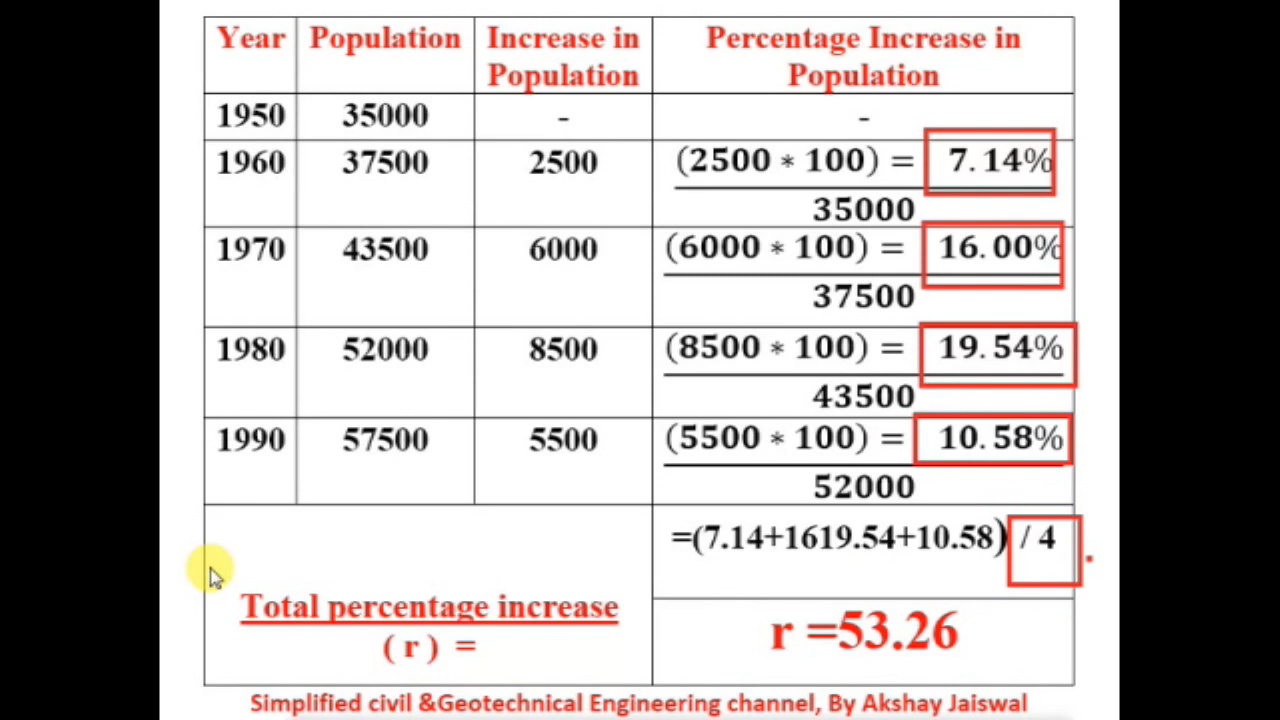 Year Population Increase in Population Percentage Increase in Population
1950 35000 - -
1960 37500 2500 (2500 * 100) = 7.14%
35000
1970 43500 6000 (6000 * 100) = 16.00%
37500
1980 52000 8500 (8500 * 100) = 19.54%
43500
1990 57500 5500 (5500 * 100) = 10.58%
52000
=(7.14+1619.54+10.58) / 4 .
Total percentage increase
( r ) =
r =53.26
Simplified civil &Geotechnical Engineering channel, By Akshay Jaiswal